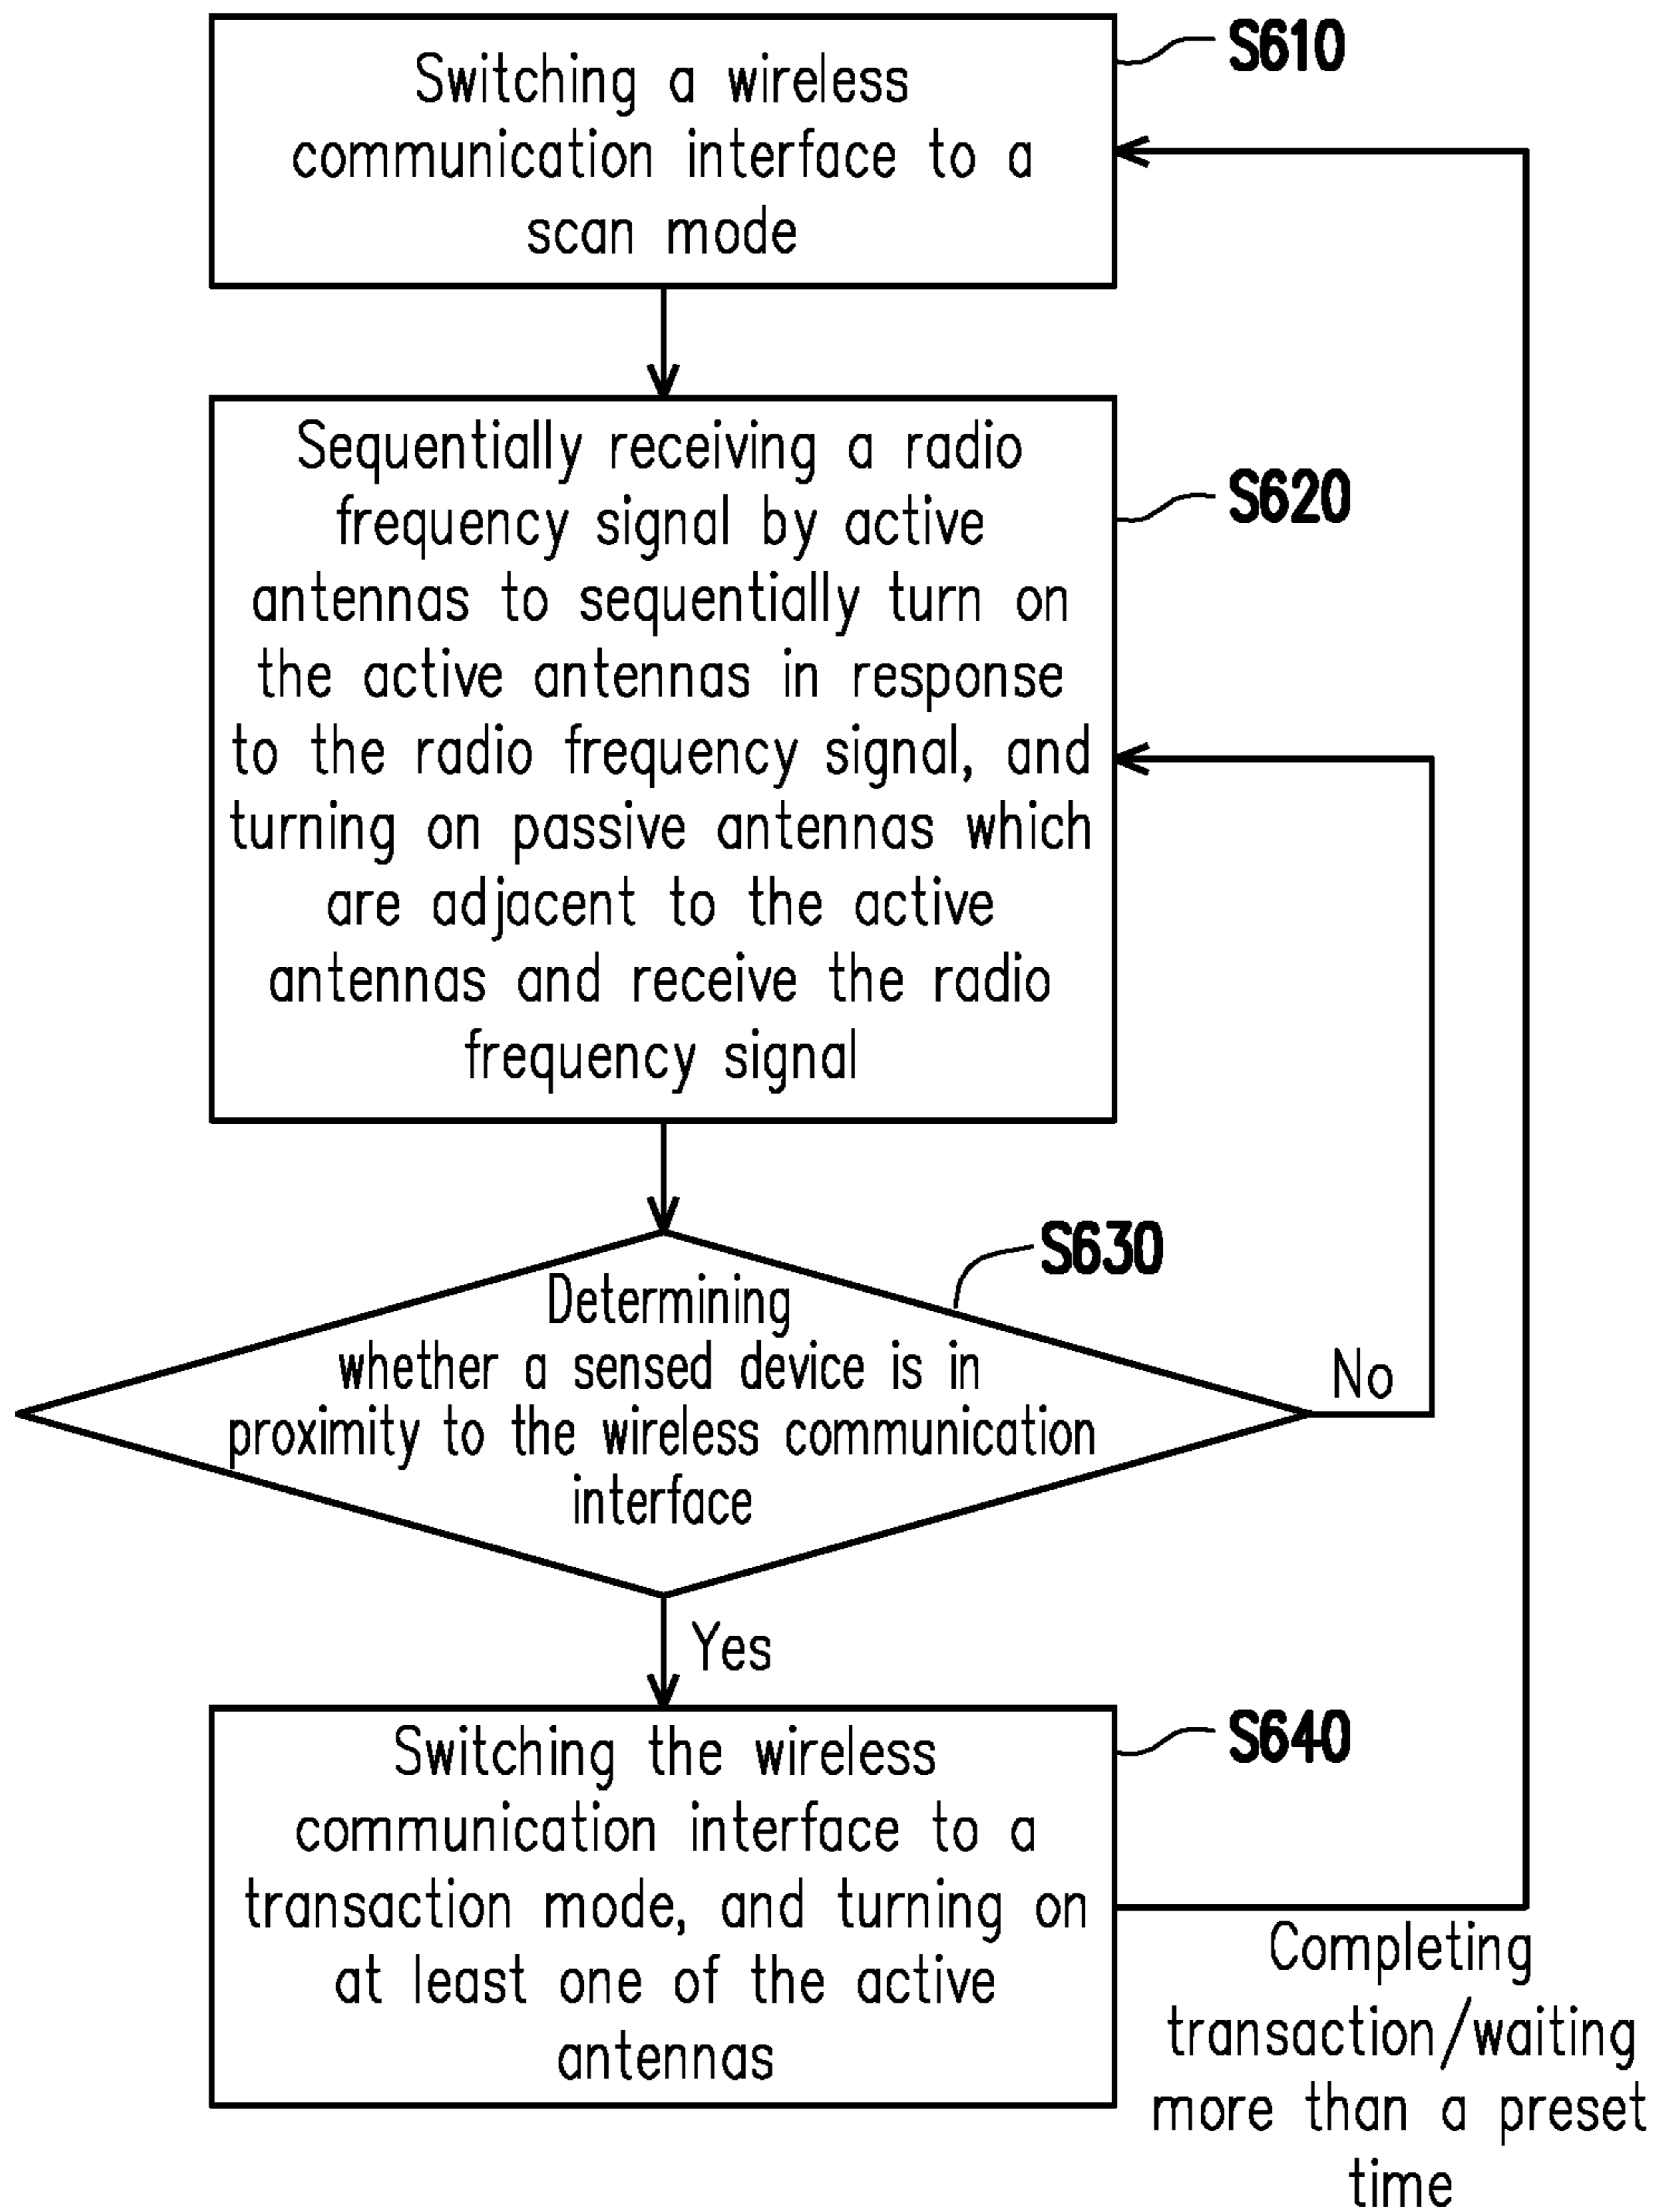 Switching a wireless
communication interface to a
scan mode
S610
Sequentially receiving a radio
frequency signal by active
antennas to sequentially turn on
the active antennas in response
to the radio frequency signal, and
turning on passive antennas which
are adjacent to the active
antennas and receive the radio
frequency signal
S620
Determining
whether a sensed device is in
proximity to the wireless communication
interface
S630
No
Yes
Switching the wireless
communication interface to a
transaction mode, and turning on
at least one of the active
antennas
S640
Completing
transaction/waiting
more than a preset
time